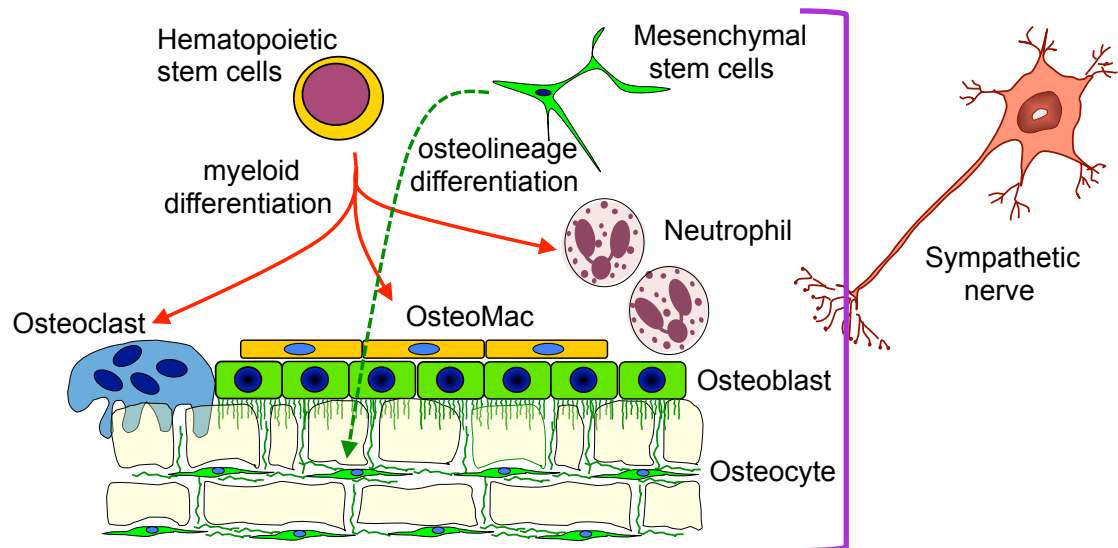 Hematopoietic
stem cells
Mesenchymal
stem cells
myeloid
differentiation
osteolineage
differentiation
Neutrophil
Sympathetic
nerve
Osteoclast
OsteoMac
Osteoblast
Osteocyte